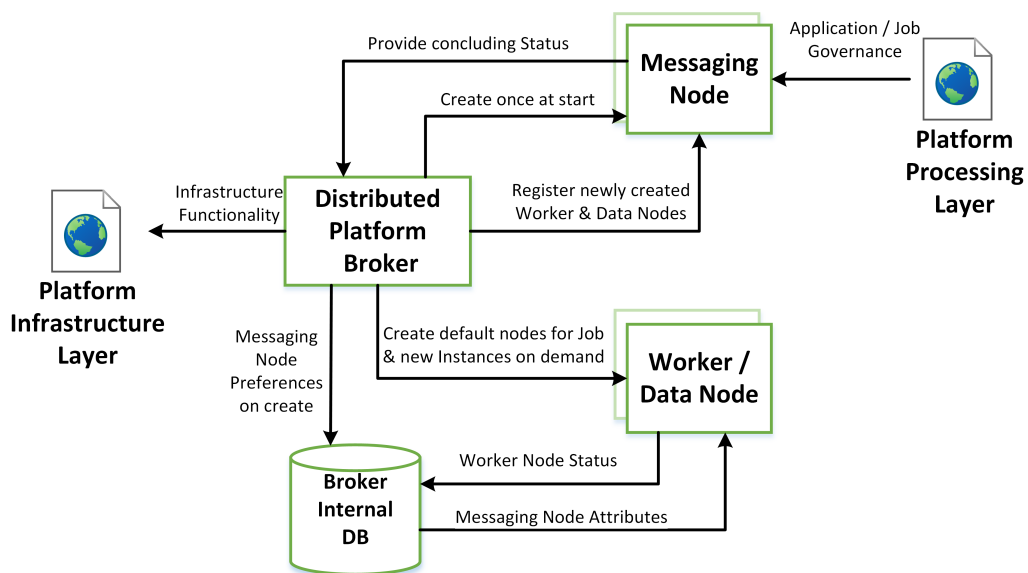 Application / Job
Governance
Provide concluding Status
Messaging
Node
Create once at start
Platform
Processing
Layer
Infrastructure
Functionality
Distributed
Platform
Broker
Register newly created
Worker & Data Nodes
Platform
Infrastructure
Layer
Messaging
Node
Preferences
on create
Create default nodes for Job
& new Instances on demand
Worker /
Data Node
Broker
Internal
DB
Worker Node Status
Messaging Node Attributes